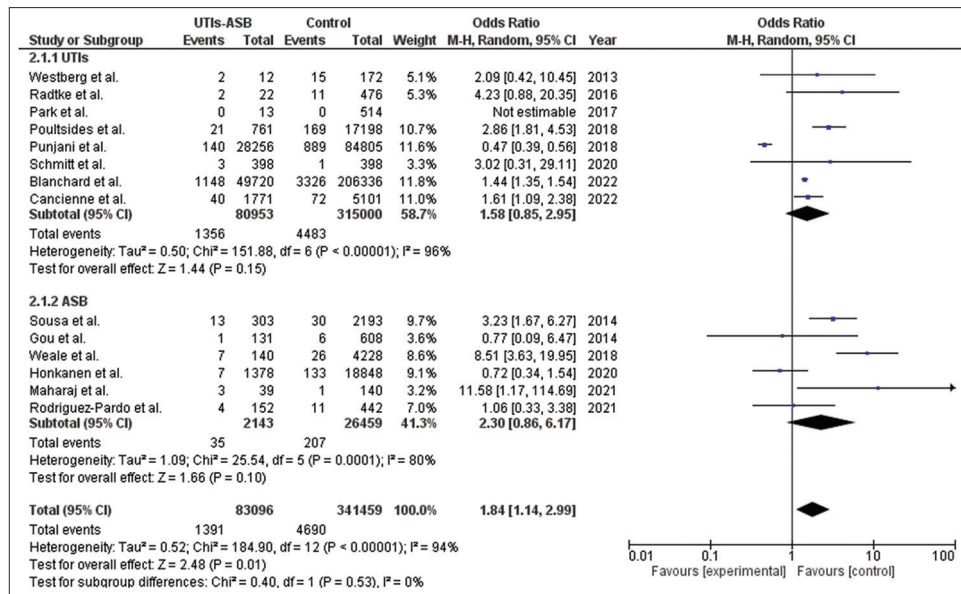 UTIs-ASB Control Odds Ratio Odds Ratio
Study or Subgroup Events Total Events Total Weight M-H, Random, 95% CI Year M-H, Random, 95% CI
2.1.1 UTIs
Westberg et al. 2 12 15 172 5.1% 2.09 [0.42, 10.45] 2013
Radtke et al. 2 22 11 476 5.3% 4.23 [0.88, 20.35] 2016
Park et al. 0 13 0 514 Not estimable 2017
Poultsides et al. 21 761 169 17198 10.7% 2.86 [1.81, 4.53] 2018
Punjani et al. 140 28256 889 84805 11.6% 0.47 [0.39, 0.56] 2018
Schmitt et al. 3 398 1 398 3.3% 3.02 [0.31, 29.11] 2020
Blanchard et al. 1148 49720 3326 206336 11.8% 1.44 [1.35, 1.54] 2022
Cancienne et al. 40 1771 72 5101 11.0% 1.61 [1.09, 2.38] 2022
Subtotal (95% CI) 80953 315000 58.7% 1.58 [0.85, 2.95]
Total events 1356 4483
Heterogeneity: Tau² = 0.50; Chi² = 151.88, df = 6 (P < 0.00001); I² = 96%
Test for overall effect: Z = 1.44 (P = 0.15)
2.1.2 ASB
Sousa et al. 13 303 30 2193 9.7% 3.23 [1.67, 6.27] 2014
Gou et al. 1 131 6 608 3.6% 0.77 [0.09, 6.47] 2014
Weale et al. 7 140 26 4228 8.6% 8.51 [3.63, 19.95] 2018
Honkanen et al. 7 1378 133 18848 9.1% 0.72 [0.34, 1.54] 2020
Maharaj et al. 3 39 1 140 3.2% 11.58 [1.17, 114.69] 2021
Rodriguez-Pardo et al. 4 152 11 442 7.0% 1.06 [0.33, 3.38] 2021
Subtotal (95% CI) 2143 26459 41.3% 2.30 [0.86, 6.17]
Total events 35 207
Heterogeneity: Tau² = 1.09; Chi² = 25.54, df = 5 (P = 0.0001); I² = 80%
Test for overall effect: Z = 1.66 (P = 0.10)
Total (95% CI) 83096 341459 100.0% 1.84 [1.14, 2.99]
Total events 1391 4690
Heterogeneity: Tau² = 0.52; Chi² = 184.90, df = 12 (P < 0.00001); I² = 94%
Test for overall effect: Z = 2.48 (P = 0.01)
Test for subgroup differences: Chi² = 0.40, df = 1 (P = 0.53), I² = 0%
0.01 0.1 1 10 100
Favours [experimental] Favours [control]